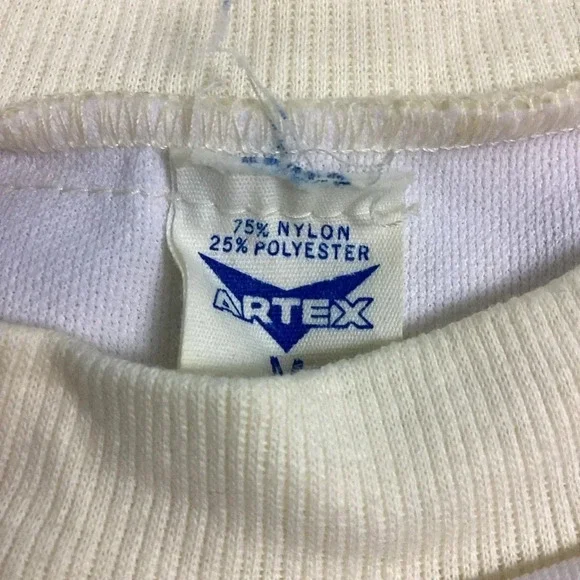 75% NYLON
25% POLYESTER
ARTEX
M